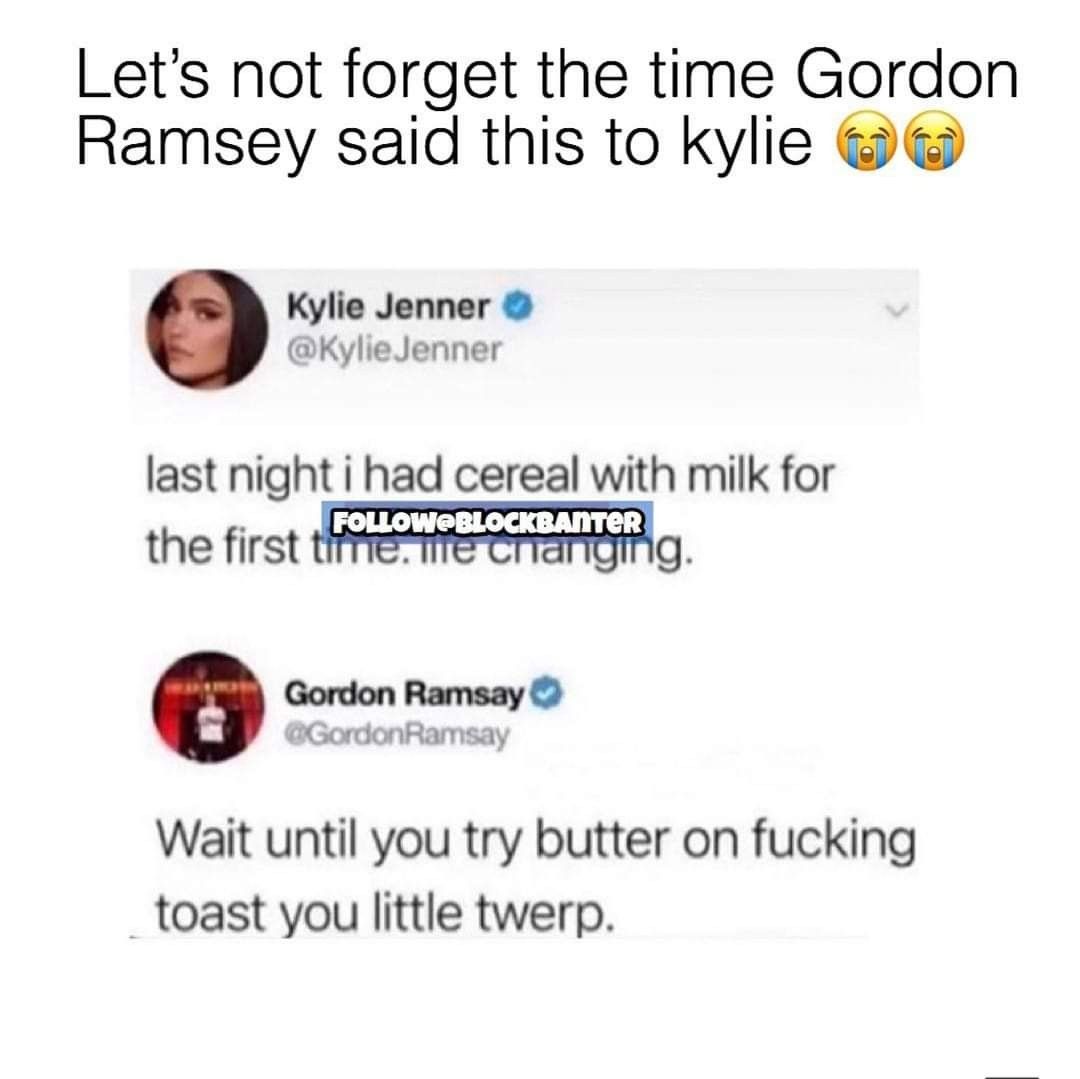 Let's not forget the time Gordon
Ramsey said this to kylie 😭😭
Kylie Jenner
@KylieJenner
last night i had cereal with milk for
FOLLOW@BLOCKBANTER
the first time. life changing.
Gordon Ramsay
@GordonRamsay
Wait until you try butter on fucking
toast you little twerp.